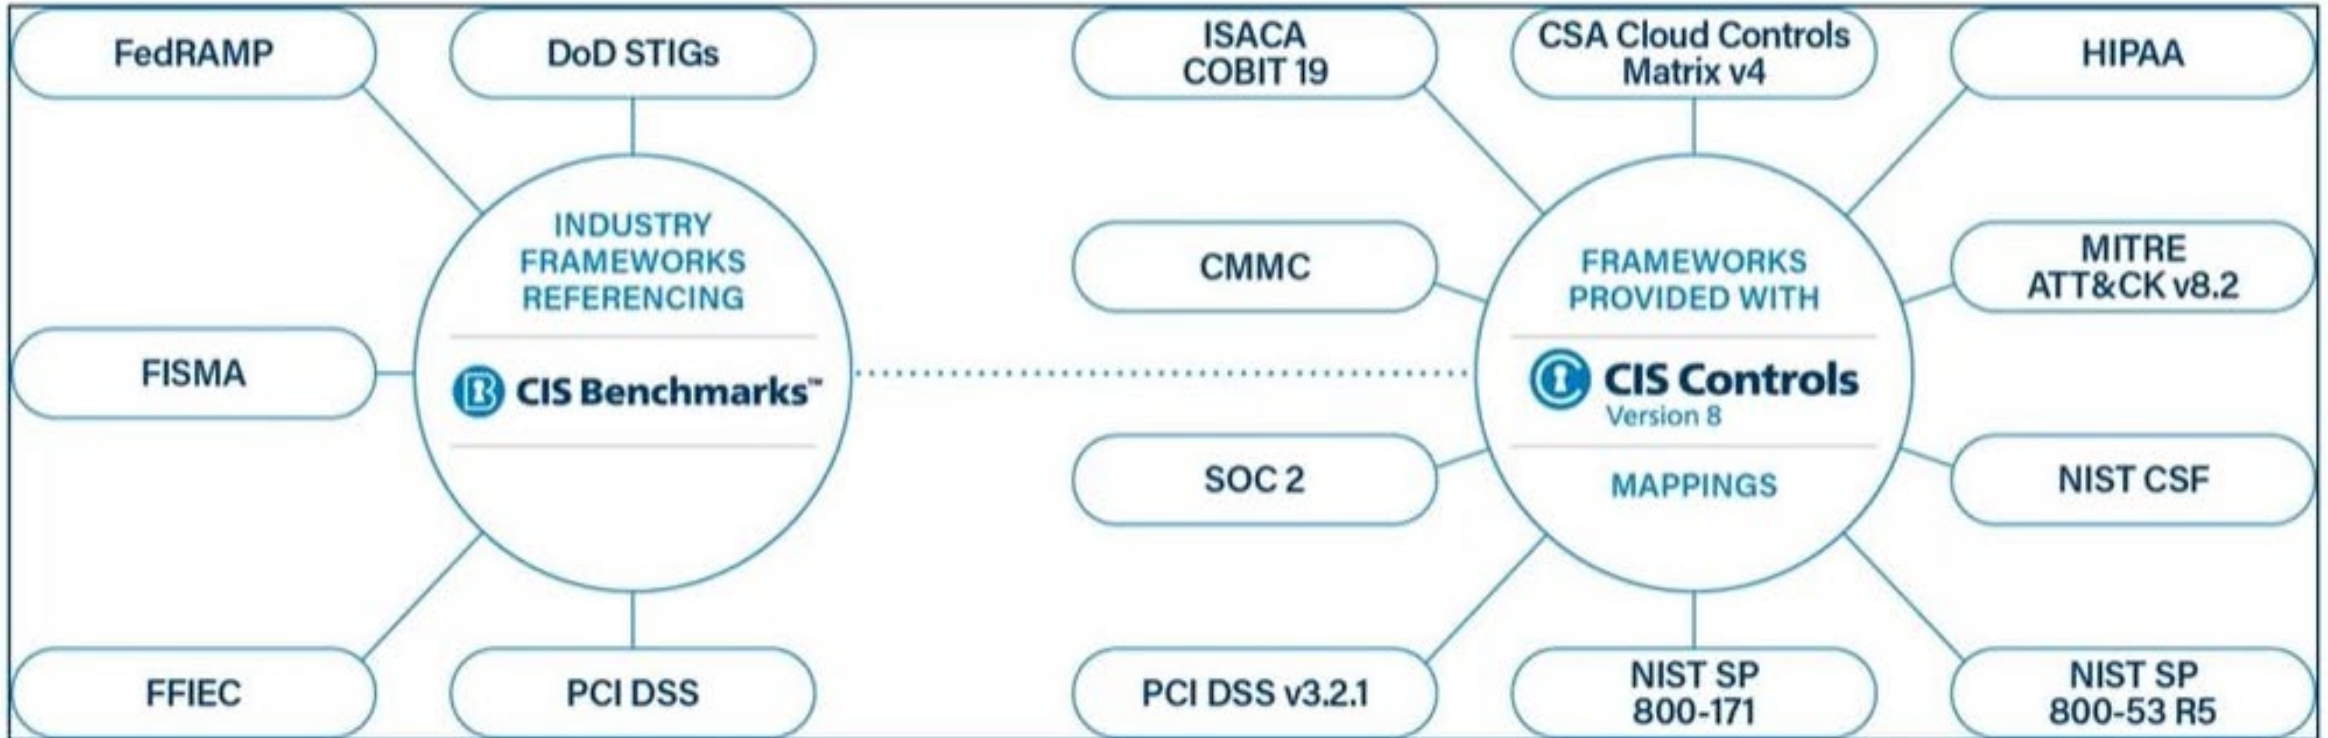 FedRAMP
DoD STIGs
FISMA
INDUSTRY
FRAMEWORKS
REFERENCING
CIS Benchmarks™
FFIEC
PCI DSS
ISACA
COBIT 19
CSA Cloud Controls
Matrix v4
HIPAA
CMMC
FRAMEWORKS
PROVIDED WITH
CIS Controls
Version 8
MAPPINGS
MITRE
ATT&CK v8.2
SOC 2
NIST CSF
PCI DSS v3.2.1
NIST SP
800-171
NIST SP
800-53 R5